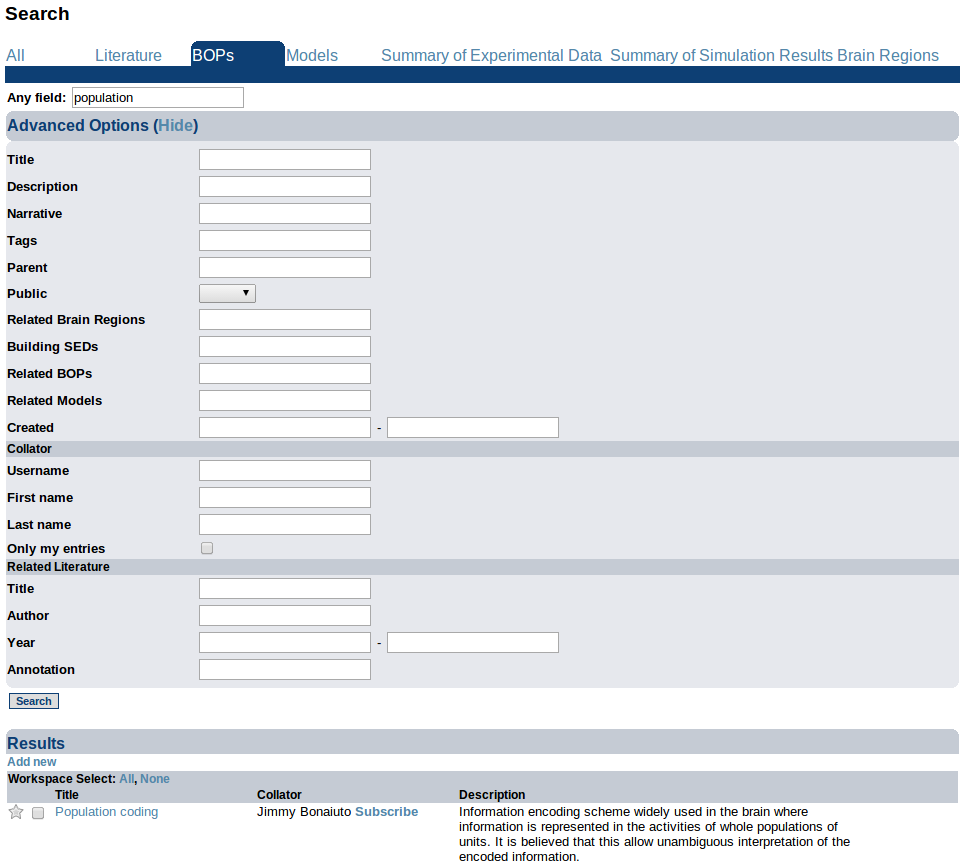 Search
All Literature BOPs Models Summary of Experimental Data Summary of Simulation Results Brain Regions
Any field: population
Advanced Options (Hide)
Title
Description
Narrative
Tags
Parent
Public
Related Brain Regions
Building SEDs
Related BOPs
Related Models
Created -
Collator
Username
First name
Last name
Only my entries
Related Literature
Title
Author
Year -
Annotation
Search
Results
Add new
Workspace Select: All, None
Title Collator Description
Population coding Jimmy Bonaiuto Subscribe Information encoding scheme widely used in the brain where
information is represented in the activities of whole populations of
units. It is believed that this allow unambiguous interpretation of the
encoded information.